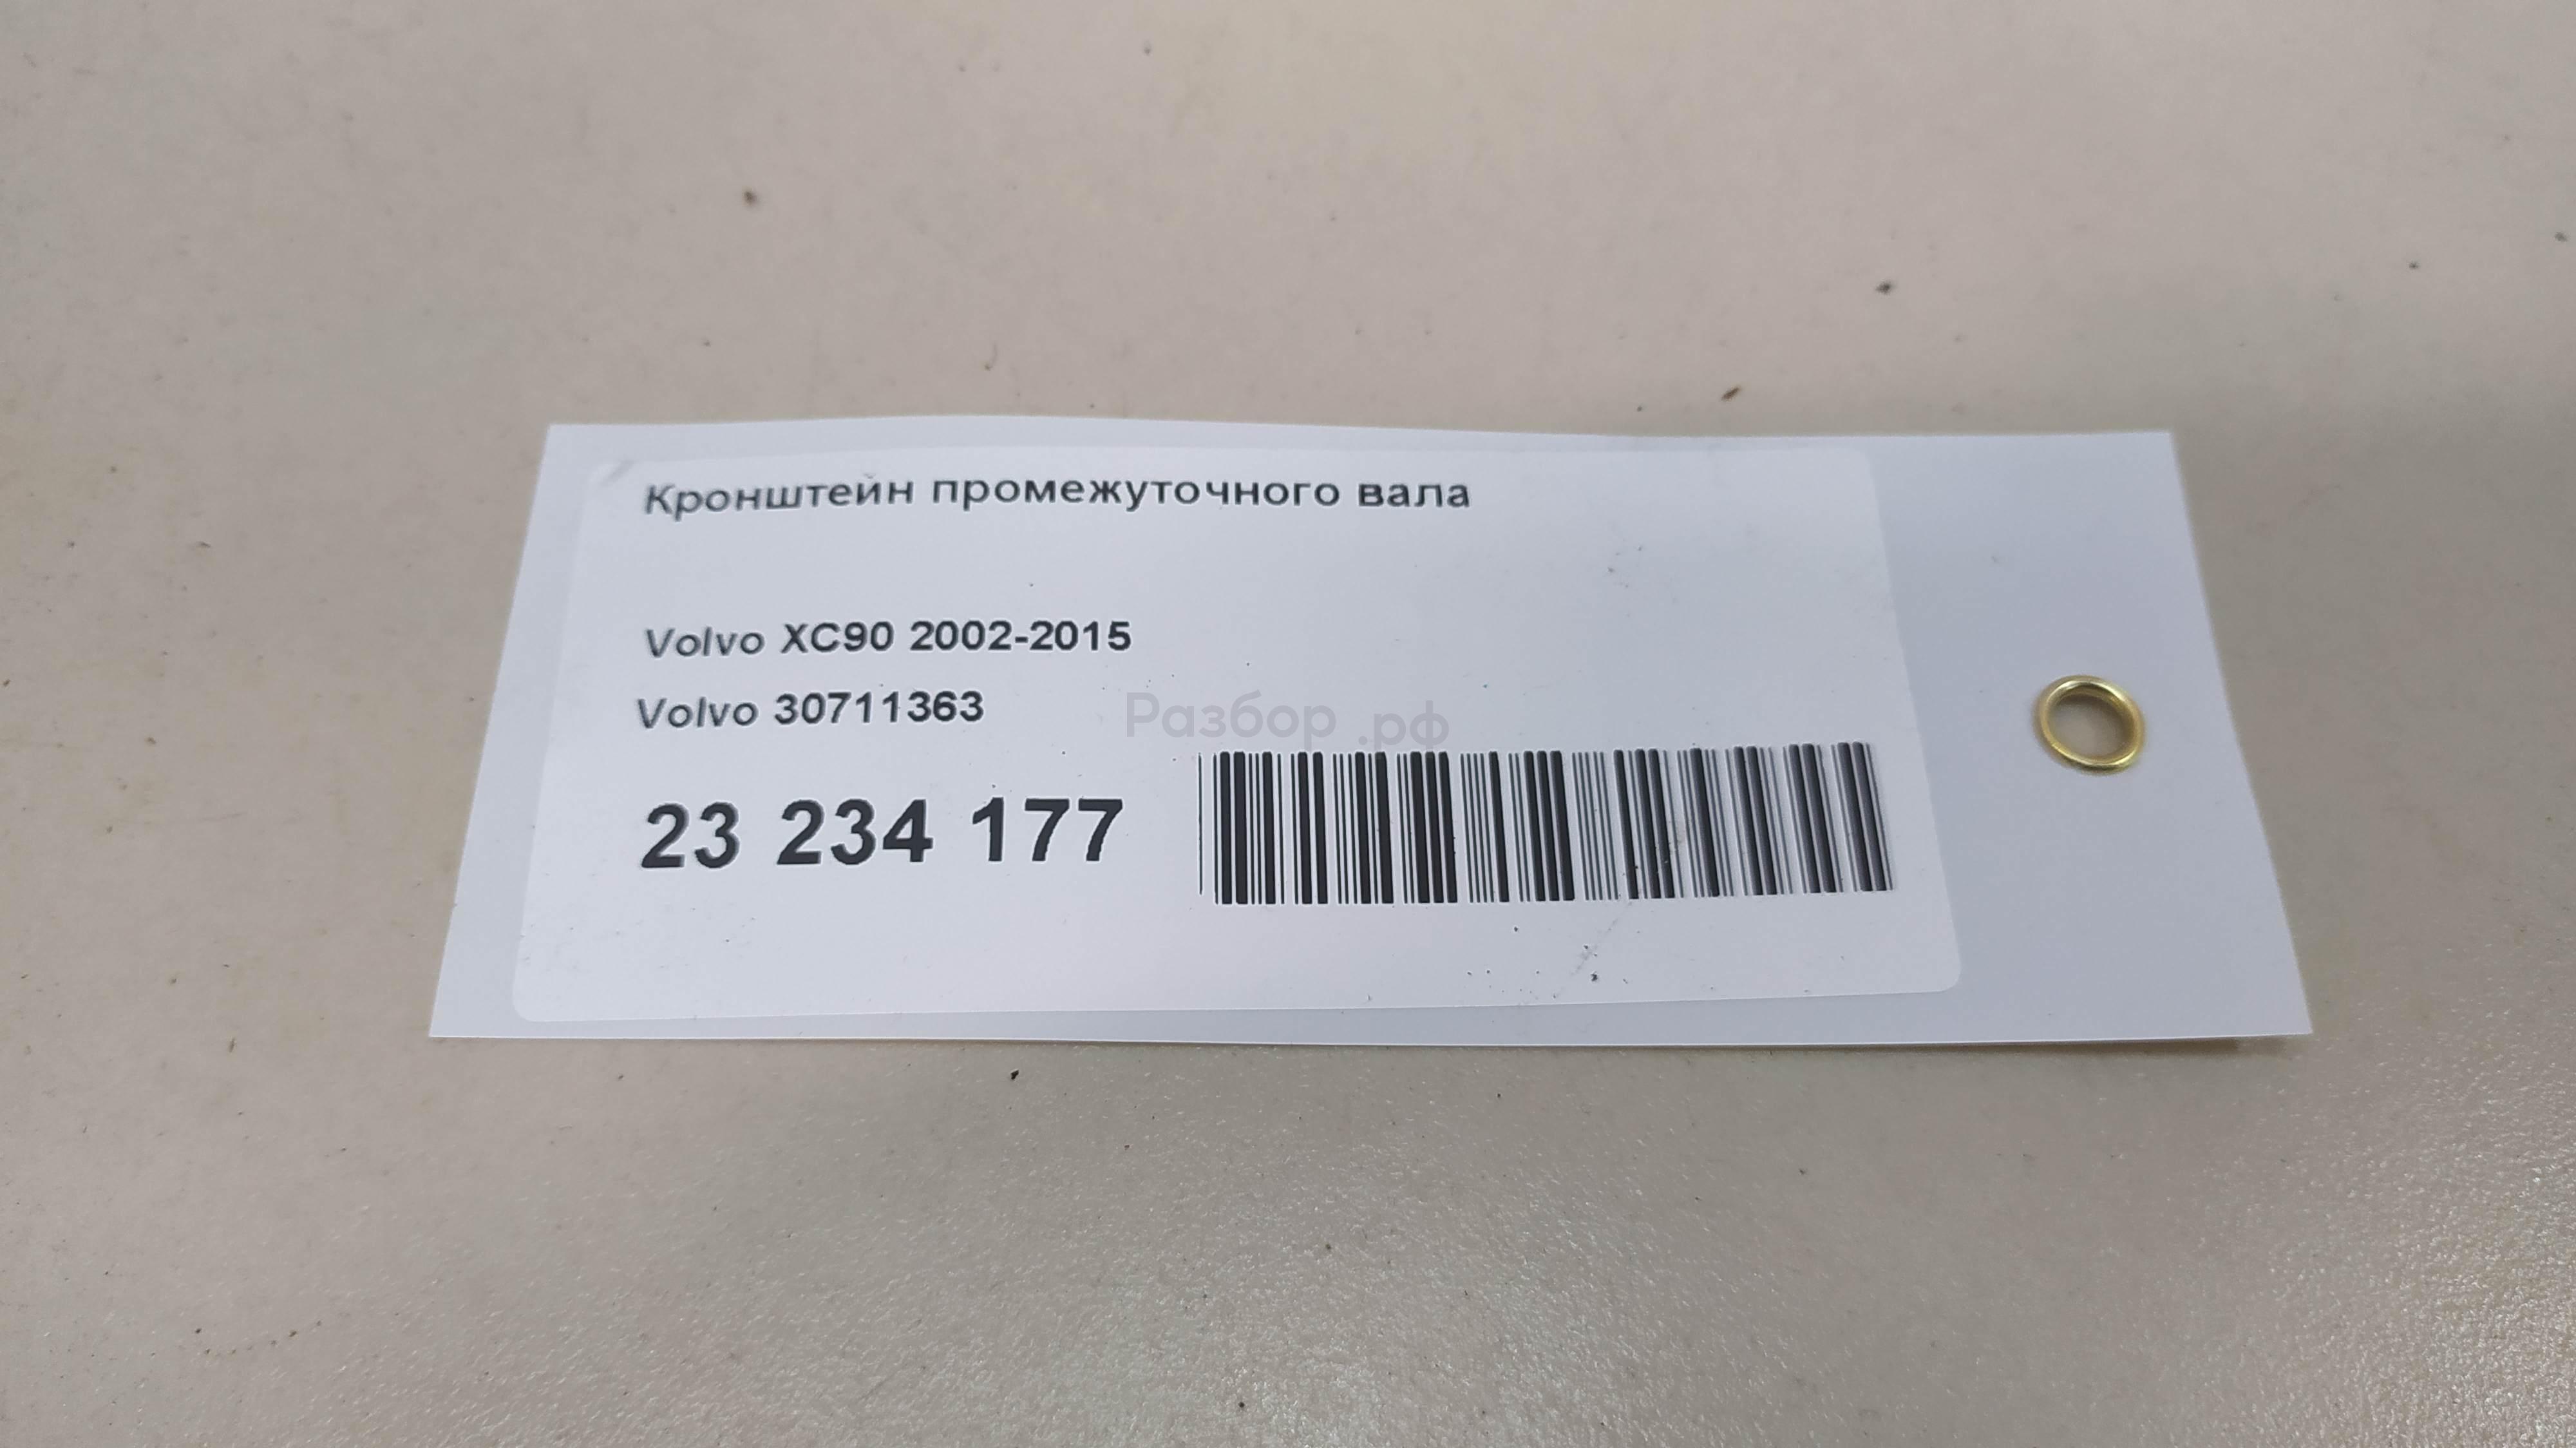 Кронштейн промежуточного вала
Volvo XC90 2002-2015
Volvo 30711363
Разбор.рф
23 234 177